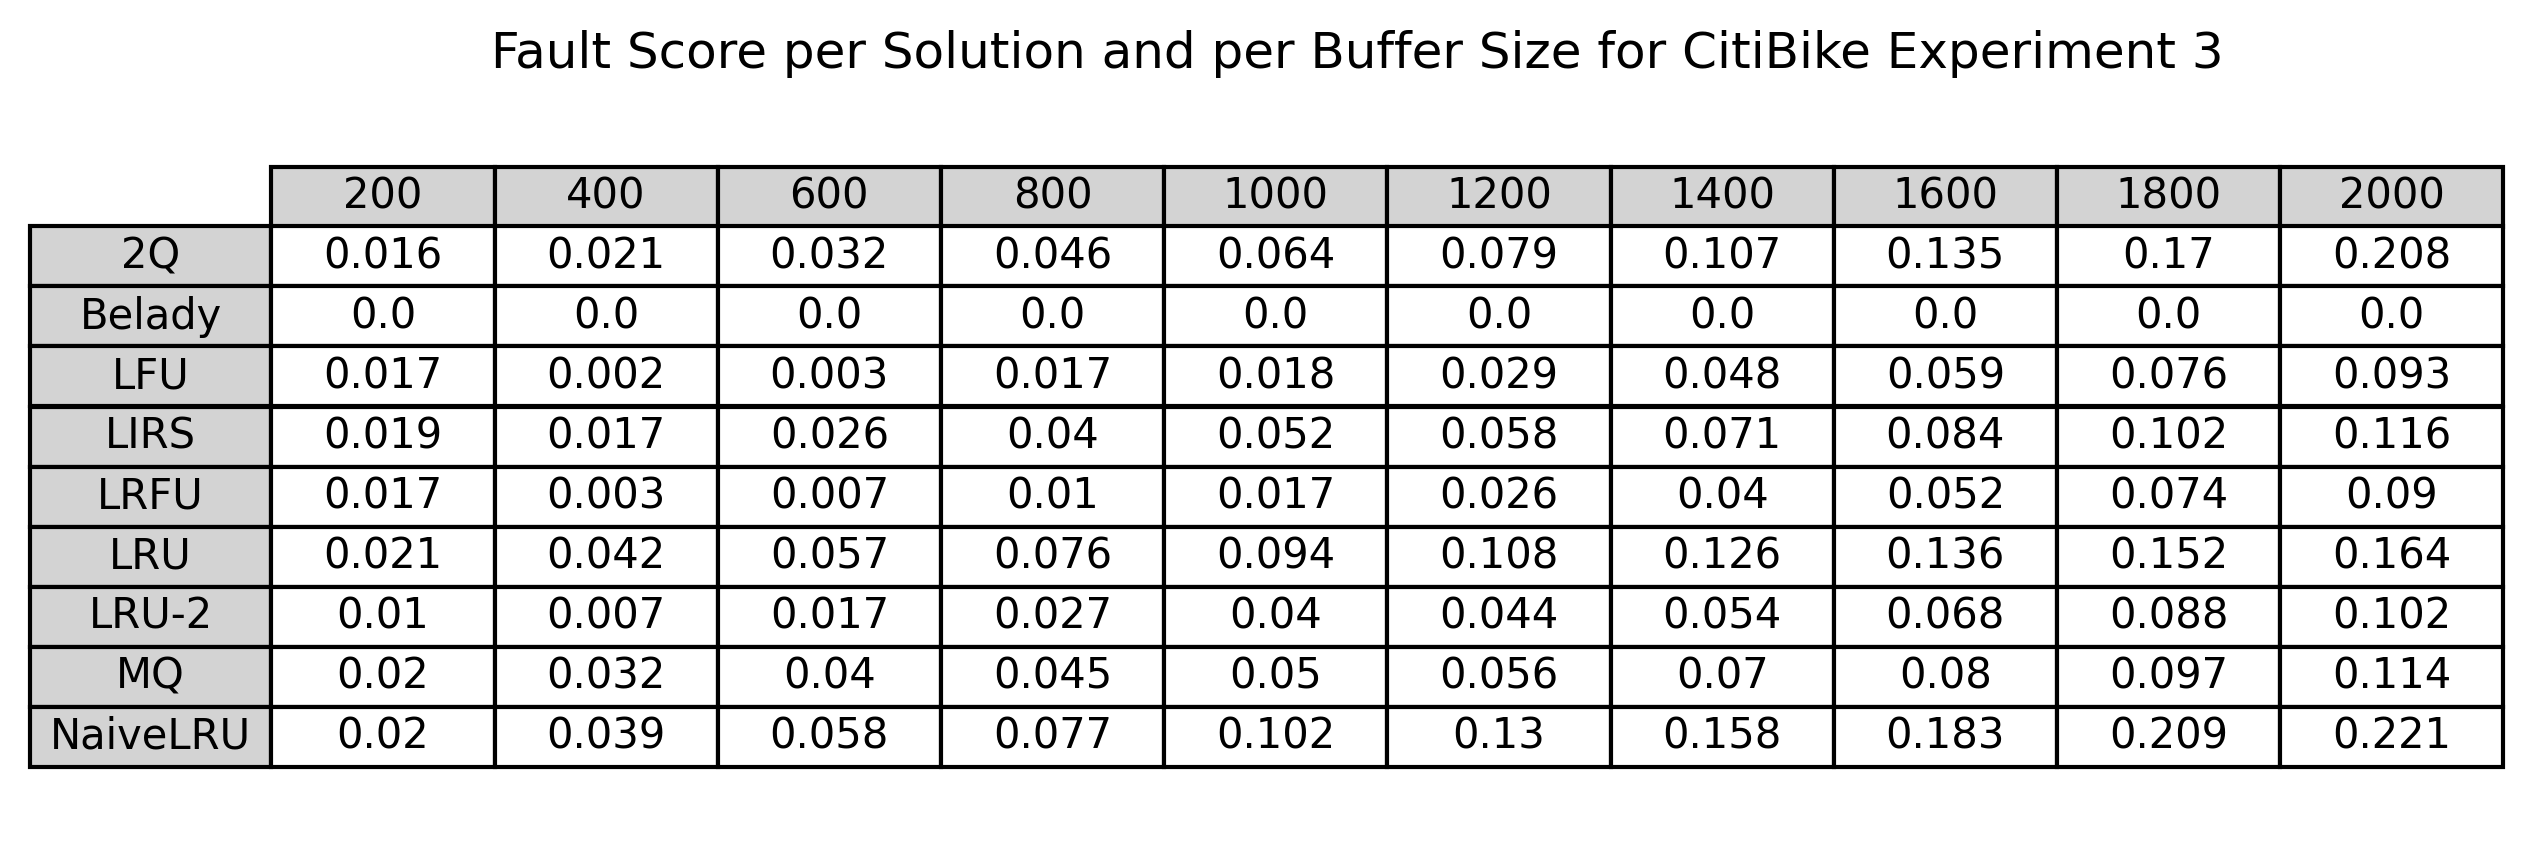 Fault Score per Solution and per Buffer Size for CitiBike Experiment 3
200 400 600 800 1000 1200 1400 1600 1800 2000
2Q 0.016 0.021 0.032 0.046 0.064 0.079 0.107 0.135 0.17 0.208
Belady 0.0 0.0 0.0 0.0 0.0 0.0 0.0 0.0 0.0 0.0
LFU 0.017 0.002 0.003 0.017 0.018 0.029 0.048 0.059 0.076 0.093
LIRS 0.019 0.017 0.026 0.04 0.052 0.058 0.071 0.084 0.102 0.116
LRFU 0.017 0.003 0.007 0.01 0.017 0.026 0.04 0.052 0.074 0.09
LRU 0.021 0.042 0.057 0.076 0.094 0.108 0.126 0.136 0.152 0.164
LRU-2 0.01 0.007 0.017 0.027 0.04 0.044 0.054 0.068 0.088 0.102
MQ 0.02 0.032 0.04 0.045 0.05 0.056 0.07 0.08 0.097 0.114
NaiveLRU 0.02 0.039 0.058 0.077 0.102 0.13 0.158 0.183 0.209 0.221